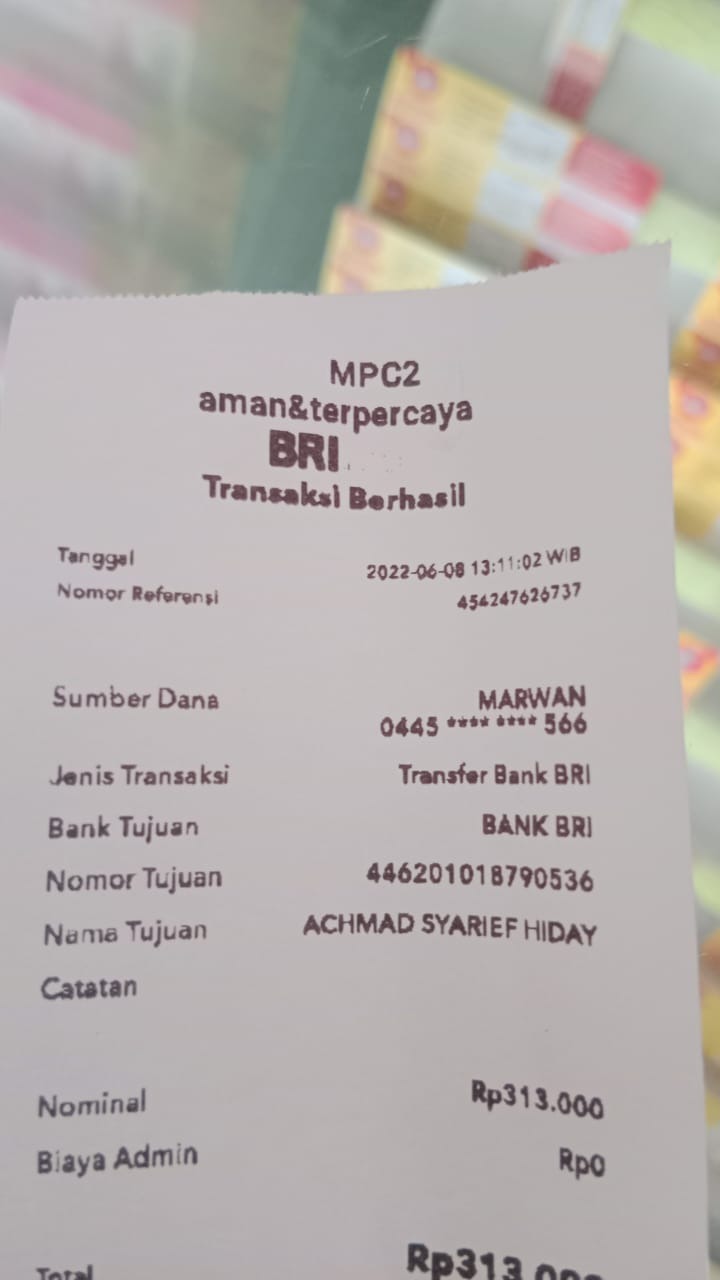 MPC2
aman&terpercaya
BRI
Transaksi Berhasil
Tanggal 2022-06-08 13:11:02 WIB
Nomor Referensi 454247626737
Sumber Dana MARWAN
0445 **** **** 566
Jenis Transaksi Transfer Bank BRI
Bank Tujuan BANK BRI
Nomor Tujuan 446201018790536
Nama Tujuan ACHMAD SYARIEF HIDAY
Catatan
Nominal Rp313.000
Biaya Admin Rp0
Total Rp313.000